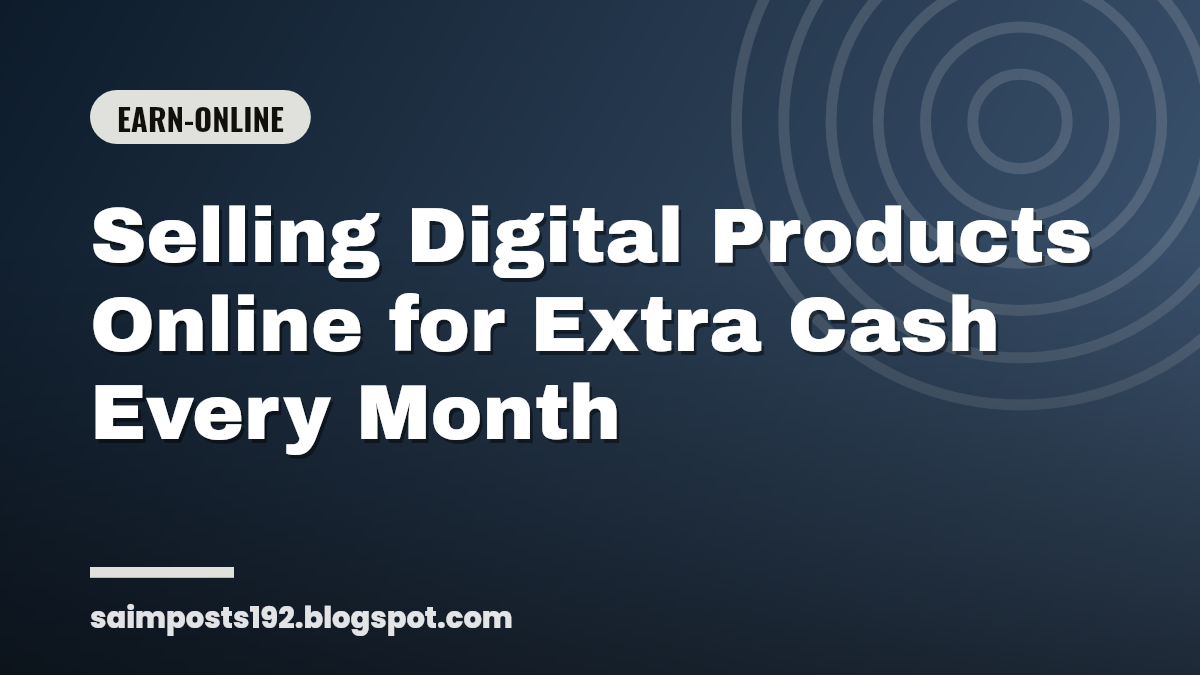 EARN-ONLINE
Selling Digital Products
Online for Extra Cash
Every Month
saimposts192.blogspot.com